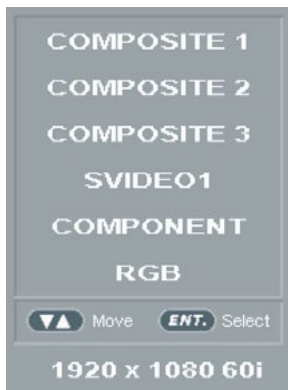 COMPOSITE 1
COMPOSITE 2
COMPOSITE 3
SVIDEO1
COMPONENT
RGB
▼▲ Move ENT. Select
1920 x 1080 60i